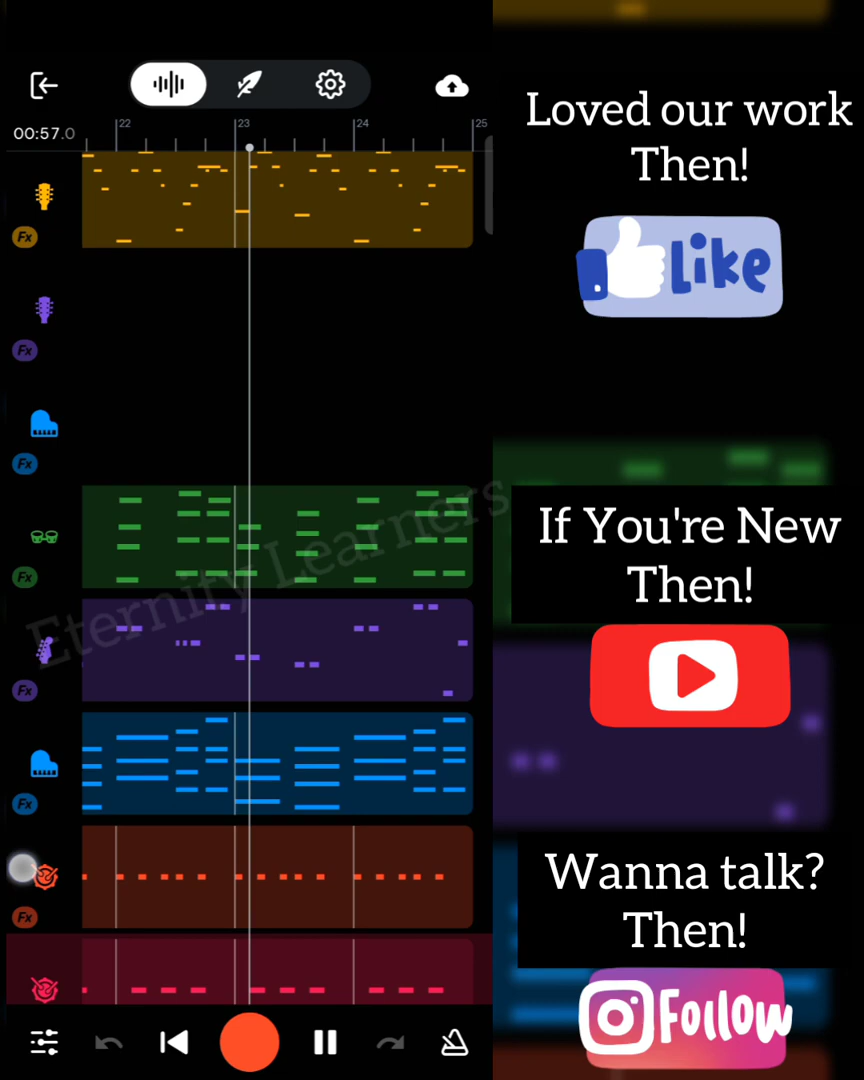 22
23
24
25
00:57.0
Fx
Fx
Fx
Fx
Fx
Fx
Fx
Eternity Learners
Loved our work
Then!
Like
If You're New
Then!
Wanna talk?
Then!
Follow